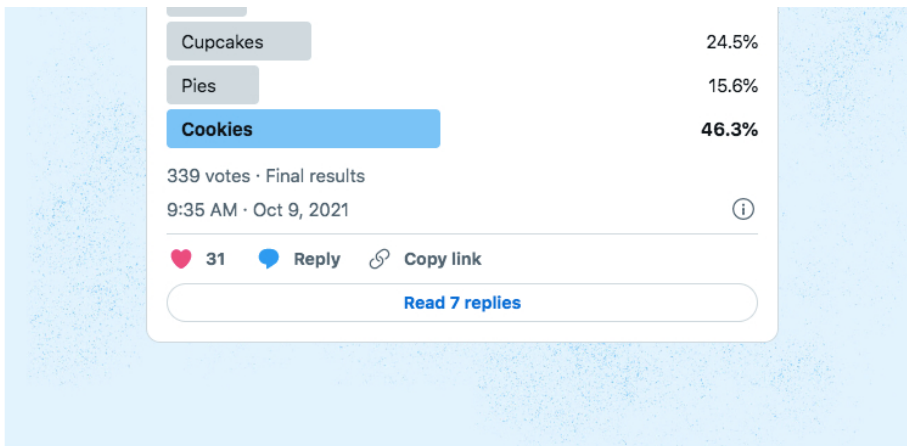 Cupcakes 24.5%
Pies 15.6%
Cookies 46.3%
339 votes · Final results
9:35 AM · Oct 9, 2021
31 Reply Copy link
Read 7 replies